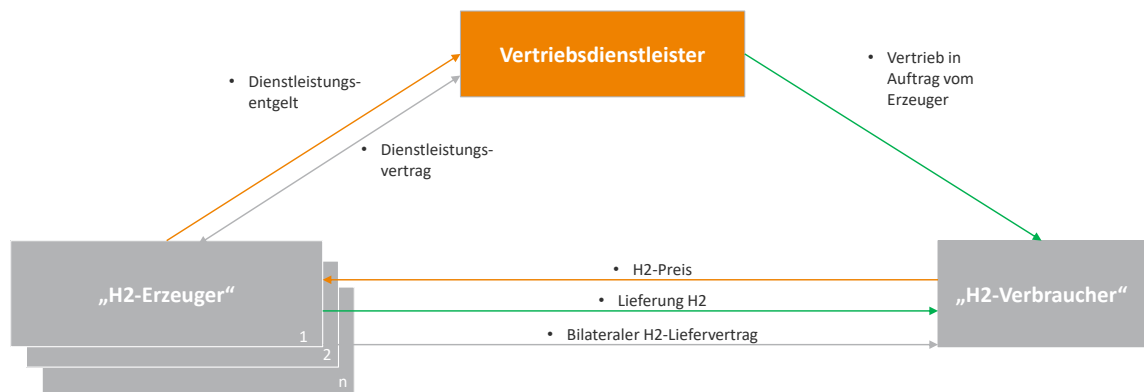 Vertriebsdienstleister
• Dienstleistungs-
entgelt
• Vertrieb in
Auftrag vom
Erzeuger
• Dienstleistungs-
vertrag
„H2-Erzeuger“
1
2
n
• H2-Preis
• Lieferung H2
• Bilateraler H2-Liefervertrag
„H2-Verbraucher“